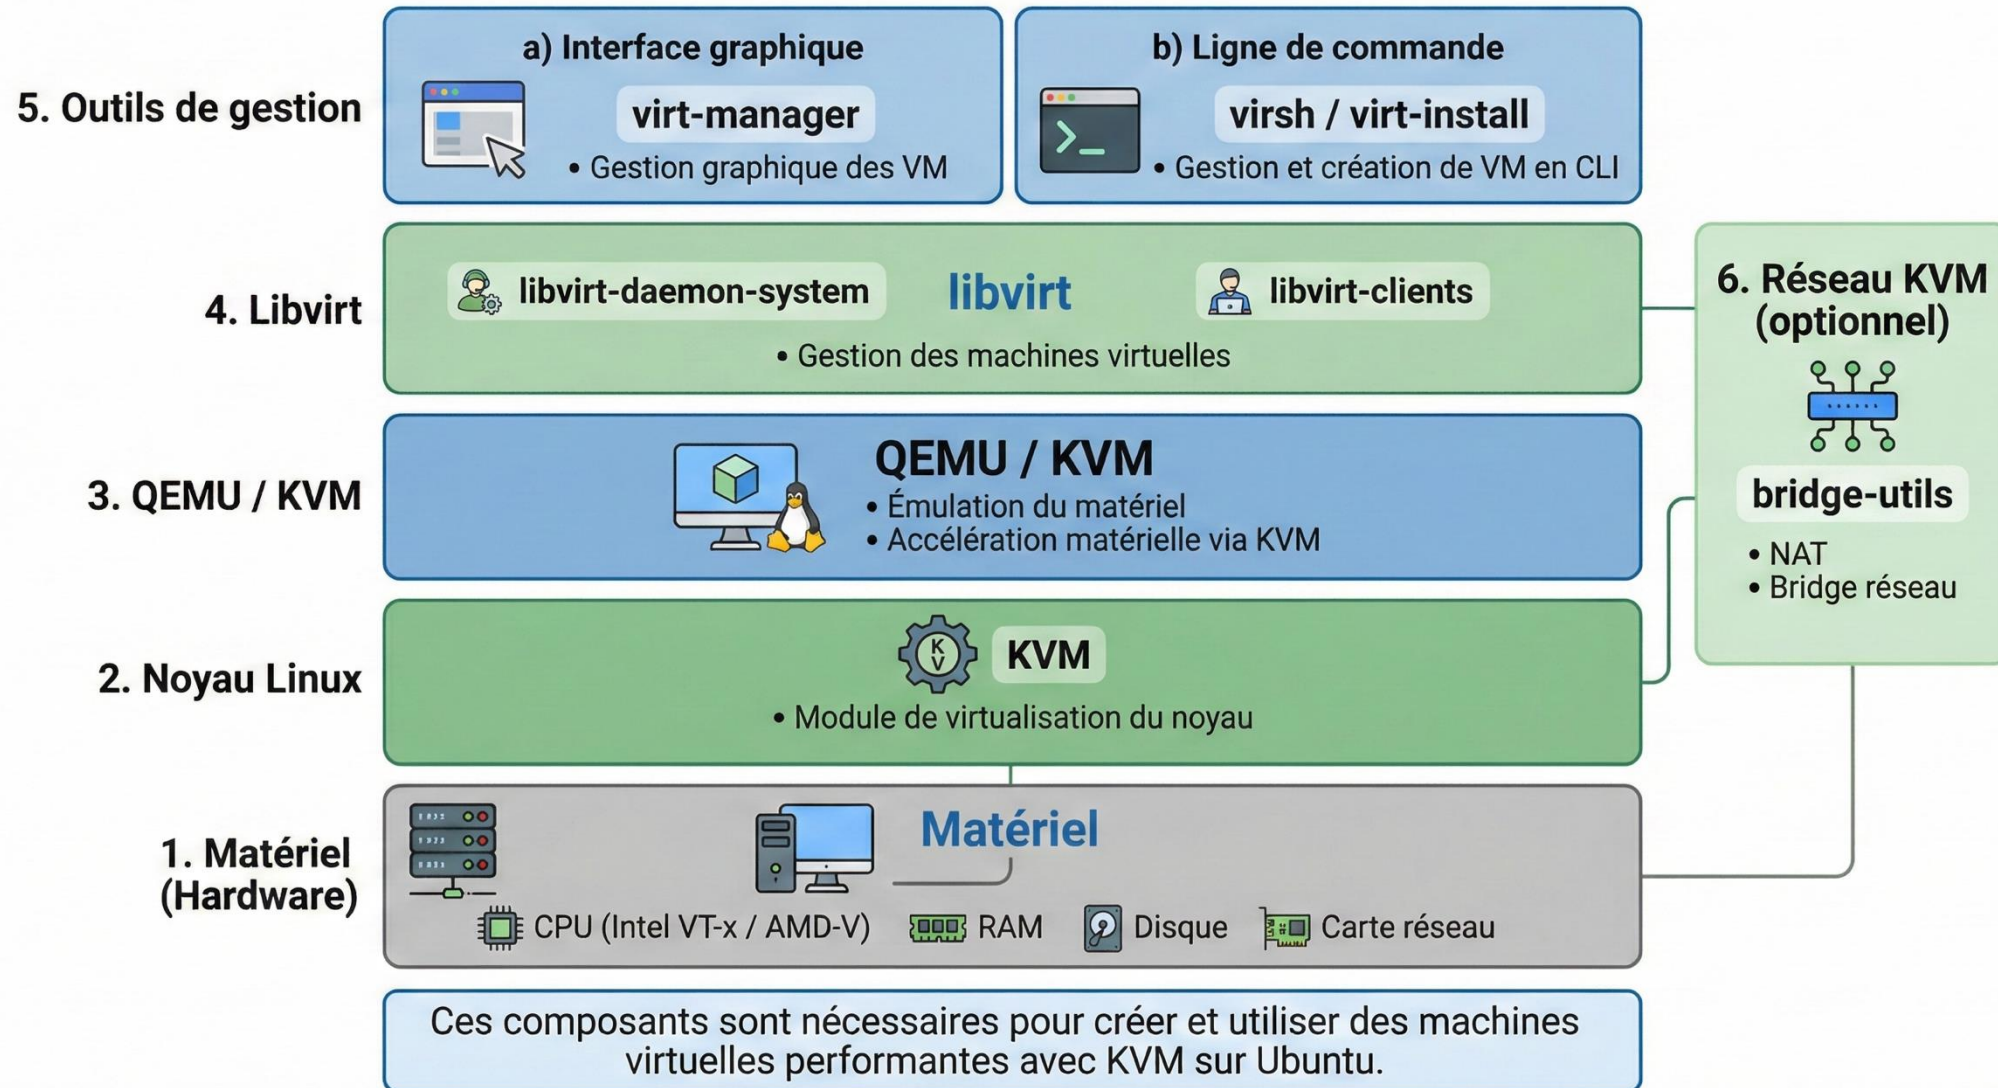 5. Outils de gestion
a) Interface graphique
virt-manager
• Gestion graphique des VM
b) Ligne de commande
virsh / virt-install
• Gestion et création de VM en CLI
4. Libvirt
libvirt-daemon-system
libvirt
libvirt-clients
• Gestion des machines virtuelles
3. QEMU / KVM
QEMU / KVM
• Émulation du matériel
• Accélération matérielle via KVM
2. Noyau Linux
K
V
KVM
• Module de virtualisation du noyau
1. Matériel
(Hardware)
Matériel
CPU (Intel VT-x / AMD-V)
RAM
Disque
Carte réseau
6. Réseau KVM
(optionnel)
bridge-utils
• NAT
• Bridge réseau
Ces composants sont nécessaires pour créer et utiliser des machines
virtuelles performantes avec KVM sur Ubuntu.